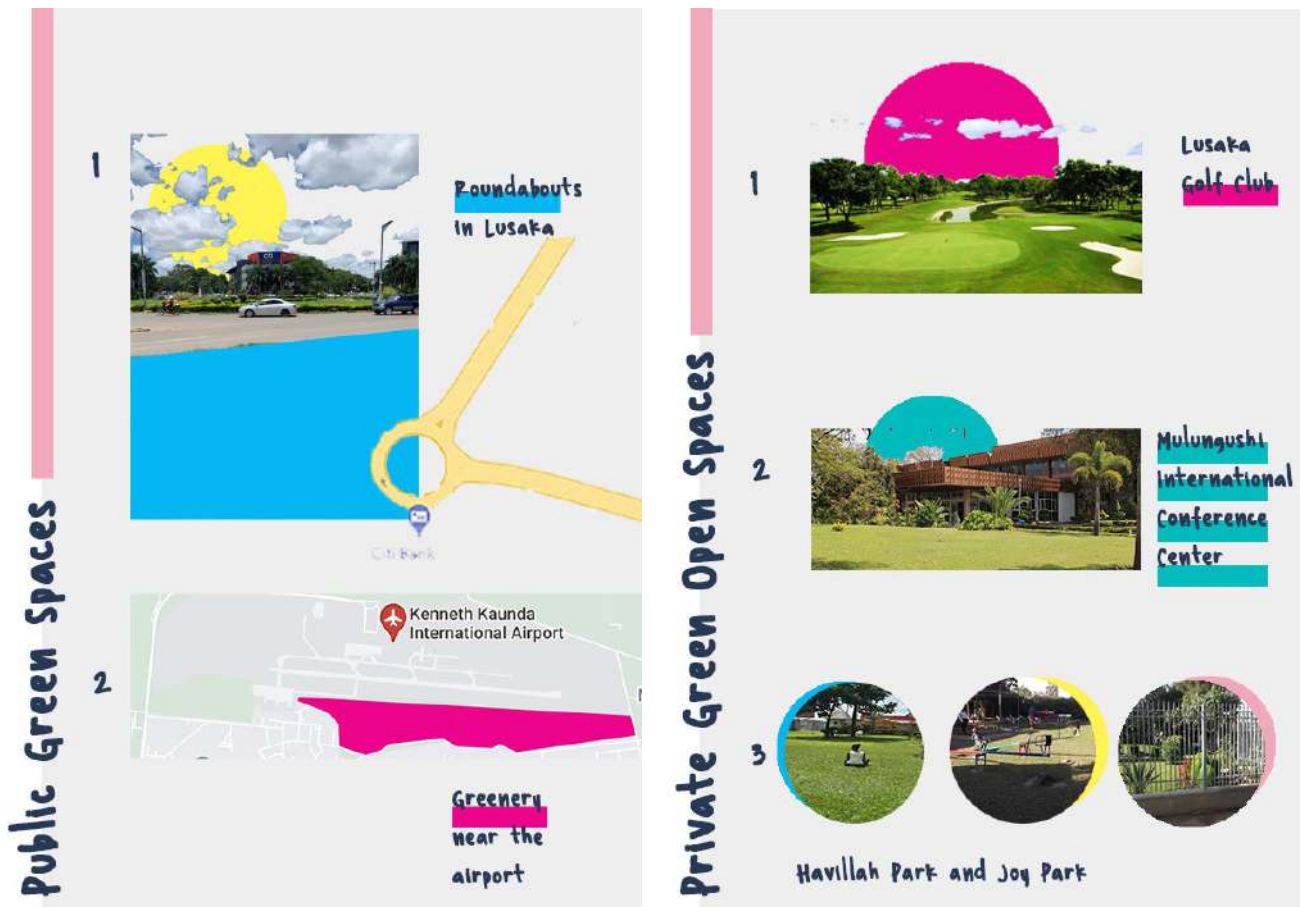 Public Green Spaces
1
citi
Roundabouts
in Lusaka
Citi Bank
2
Kenneth Kaunda
International Airport
Greenery
near the
airport
Private Green Open Spaces
1
Lusaka
Golf Club
2
Mulungushi
International
Conference
Center
3
Havillah Park and Joy Park